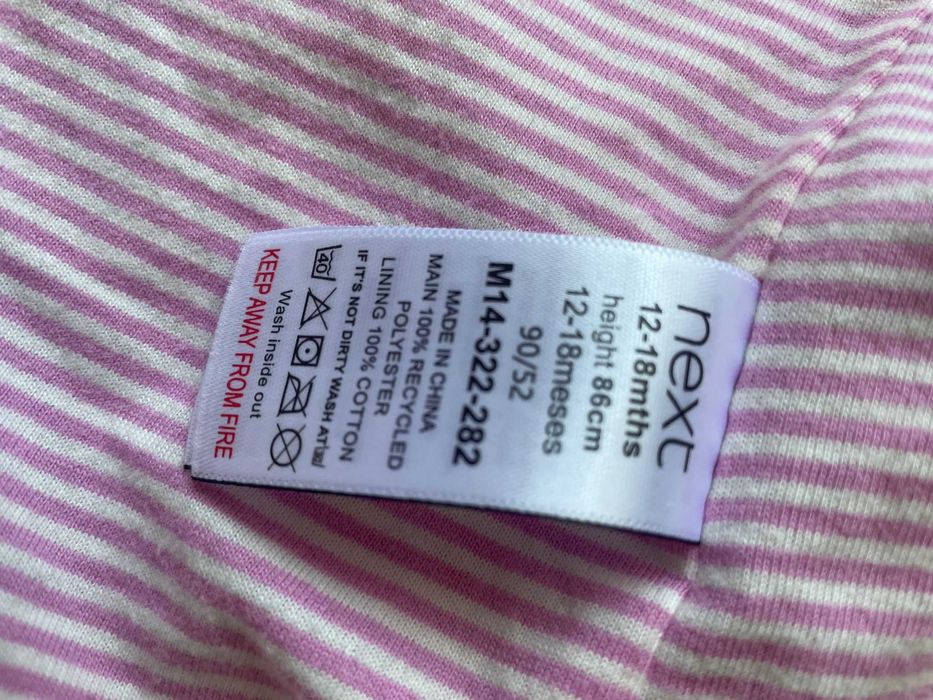 next
12-18mths
height 86cm
12-18meses
90/52
M14-322-282
MADE IN CHINA
MAIN 100% RECYCLED
POLYESTER
LINING 100% COTTON
IF IT'S NOT DIRTY WASH AT 30
40
Wash inside out
KEEP AWAY FROM FIRE